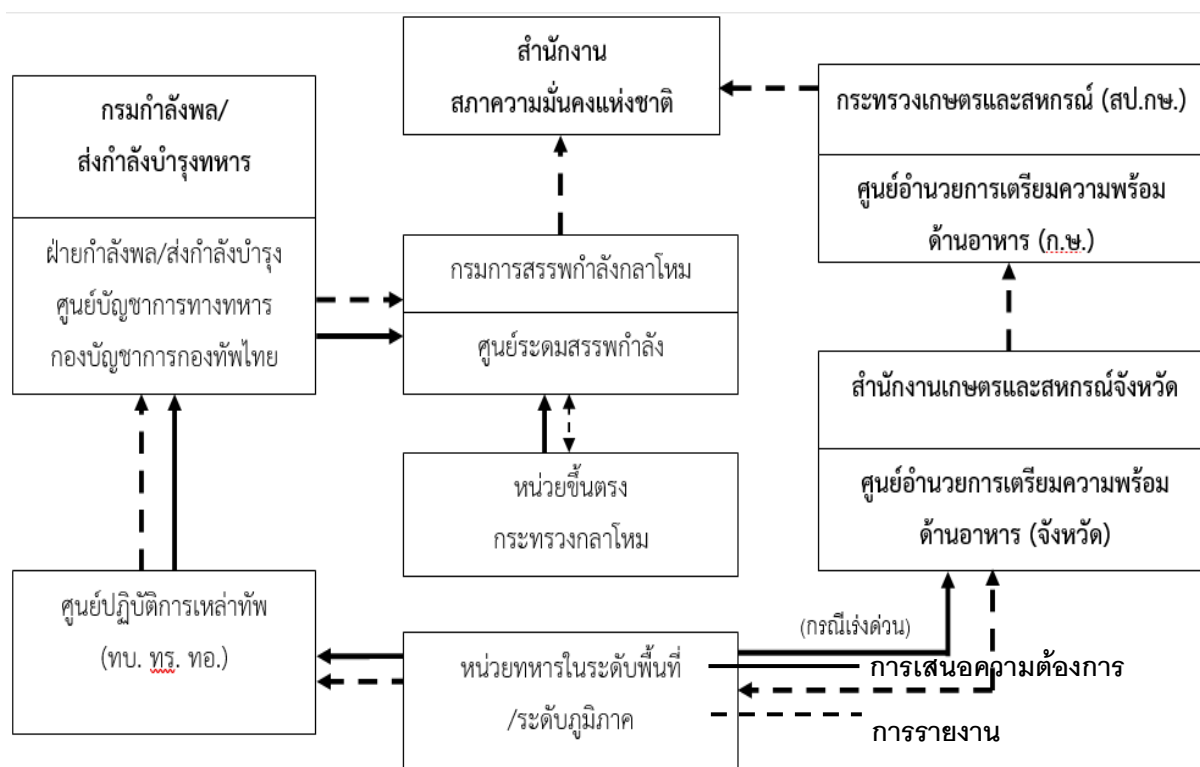 สำนักงาน
สภาความมั่นคงแห่งชาติ
กรมกำลังพล/
ส่งกำลังบำรุงทหาร
ฝ่ายกำลังพล/ส่งกำลังบำรุง
ศูนย์บัญชาการทางทหาร
กองบัญชาการกองทัพไทย
กรมการสรรพกำลังกลาโหม
ศูนย์ระดมสรรพกำลัง
กระทรวงเกษตรและสหกรณ์ (สป.กษ.)
ศูนย์อำนวยการเตรียมความพร้อม
ด้านอาหาร (ก.ษ.)
สำนักงานเกษตรและสหกรณ์จังหวัด
ศูนย์อำนวยการเตรียมความพร้อม
ด้านอาหาร (จังหวัด)
หน่วยขึ้นตรง
กระทรวงกลาโหม
ศูนย์ปฏิบัติการเหล่าทัพ
(ทบ. ทร. ทอ.)
หน่วยทหารในระดับพื้นที่
/ระดับภูมิภาค
(กรณีเร่งด่วน)
การเสนอความต้องการ
การรายงาน